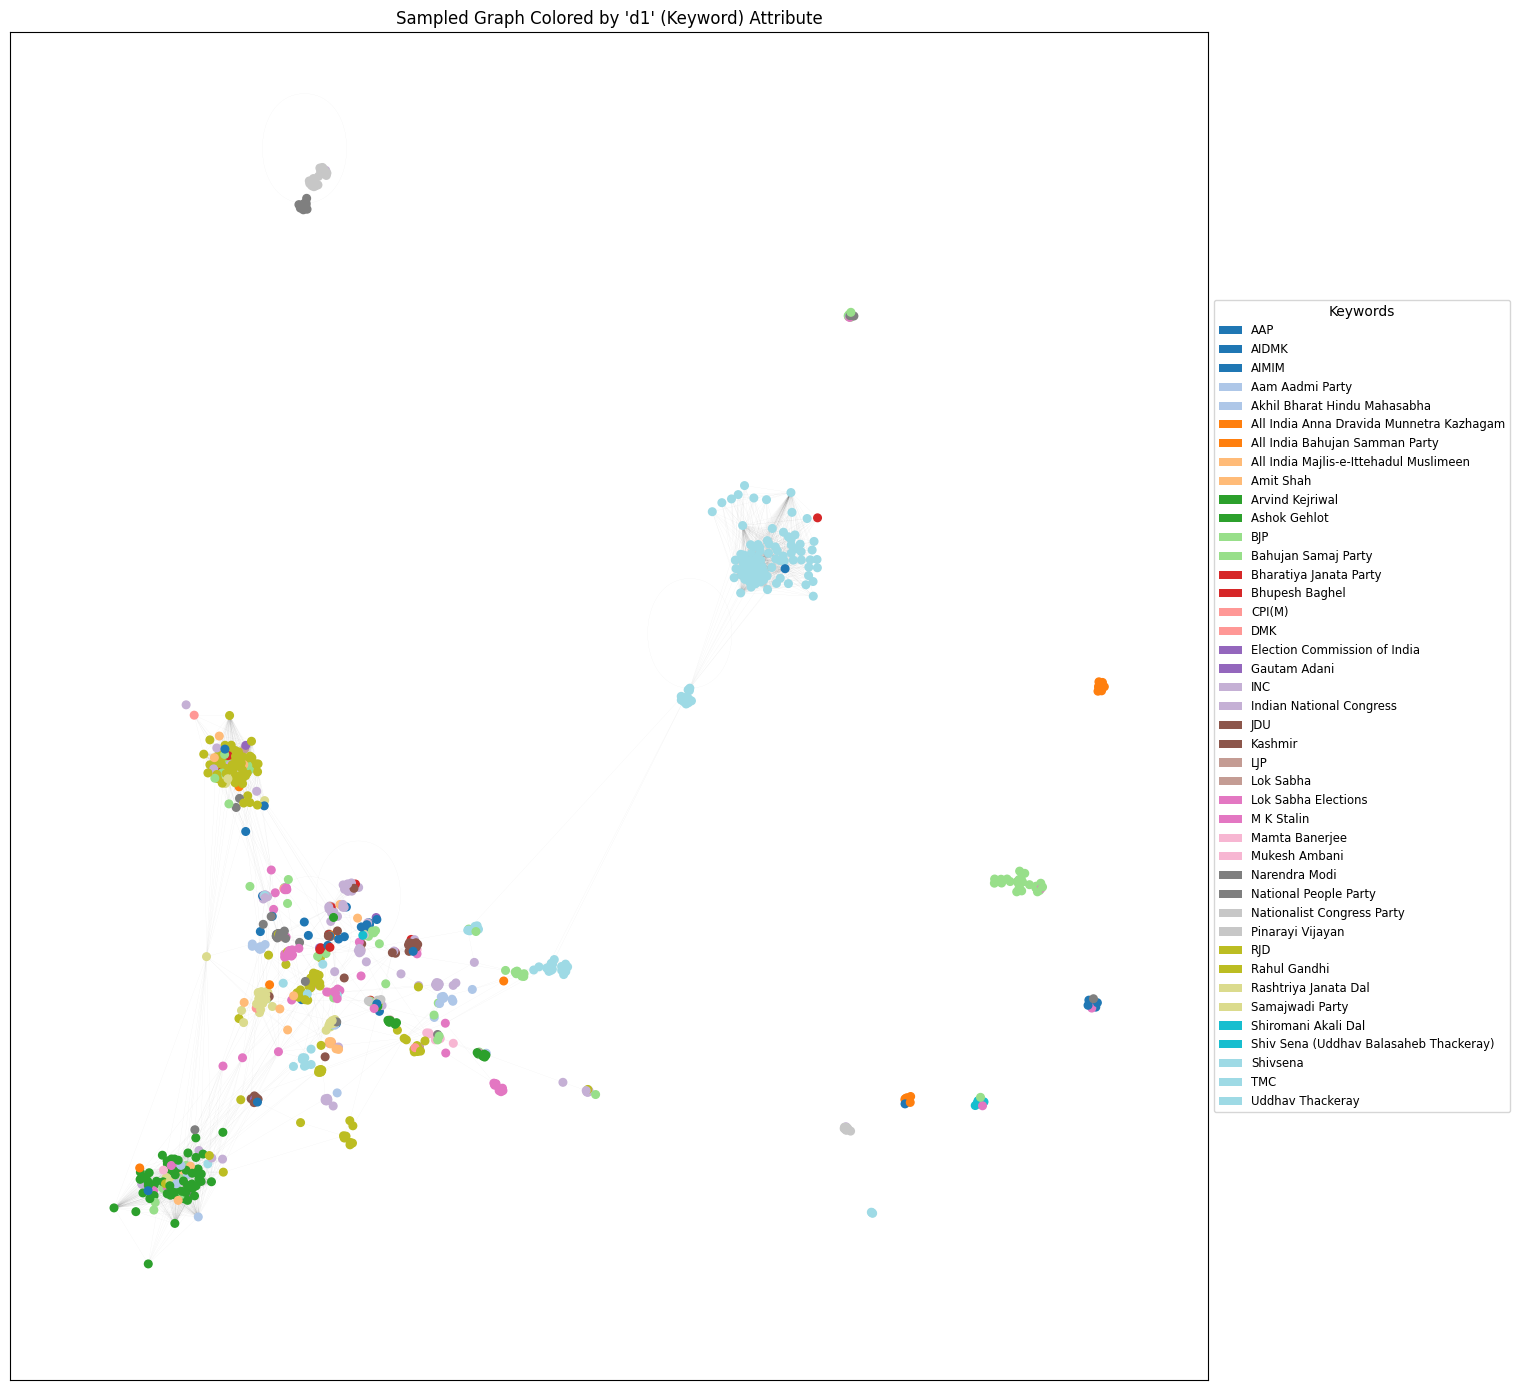 Sampled Graph Colored by 'd1' (Keyword) Attribute
Keywords
AAP
AIDMK
AIMIM
Aam Aadmi Party
Akhil Bharat Hindu Mahasabha
All India Anna Dravida Munnetra Kazhagam
All India Bahujan Samman Party
All India Majlis-e-Ittehadul Muslimeen
Amit Shah
Arvind Kejriwal
Ashok Gehlot
BJP
Bahujan Samaj Party
Bharatiya Janata Party
Bhupesh Baghel
CPI(M)
DMK
Election Commission of India
Gautam Adani
INC
Indian National Congress
JDU
Kashmir
LJP
Lok Sabha
Lok Sabha Elections
M K Stalin
Mamta Banerjee
Mukesh Ambani
Narendra Modi
National People Party
Nationalist Congress Party
Pinarayi Vijayan
RJD
Rahul Gandhi
Rashtriya Janata Dal
Samajwadi Party
Shiromani Akali Dal
Shiv Sena (Uddhav Balasaheb Thackeray)
Shivsena
TMC
Uddhav Thackeray